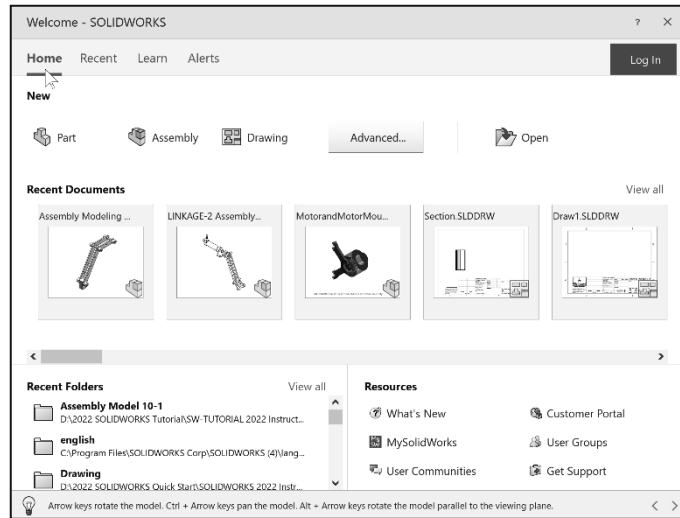 Welcome - SOLIDWORKS
?
Home Recent Learn Alerts
Log In
New
Part Assembly Drawing Advanced... Open
Recent Documents View all
Assembly Modeling ... LINKAGE-2 Assembly... MotorandMotorMou... Section.SLDDRW Draw1.SLDDRW
Recent Folders View all
Assembly Model 10-1
D:\2022 SOLIDWORKS Tutorial\SW-TUTORIAL 2022 Instruct...
english
C:\Program Files\SOLIDWORKS Corp\SOLIDWORKS (4)\lang...
Drawing
D:\2022 SOLIDWORKS Quick Start\SOLIDWORKS 2022 Instr...
Resources
What's New Customer Portal
MySolidWorks User Groups
User Communities Get Support
Arrow keys rotate the model. Ctrl + Arrow keys pan the model. Alt + Arrow keys rotate the model parallel to the viewing plane.